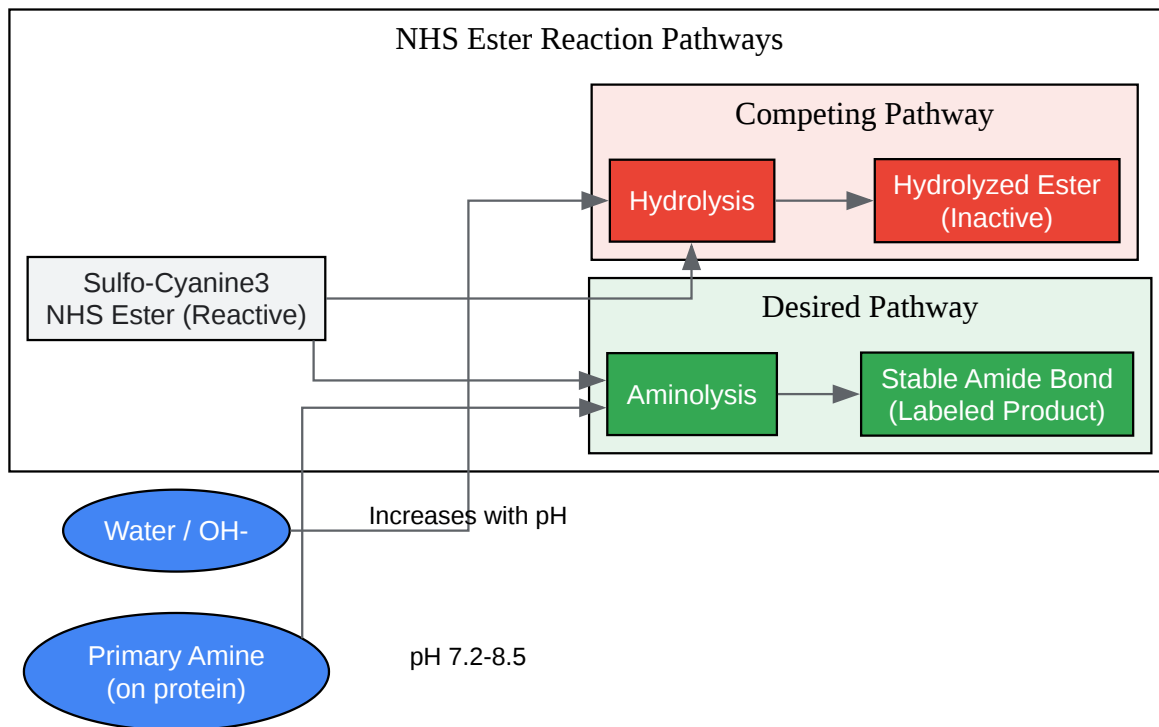 NHS Ester Reaction Pathways
Competing Pathway
Hydrolysis
Hydrolyzed Ester
(Inactive)
Sulfo-Cyanine3
NHS Ester (Reactive)
Desired Pathway
Aminolysis
Stable Amide Bond
(Labeled Product)
Water / OH-
Increases with pH
Primary Amine
(on protein)
pH 7.2-8.5